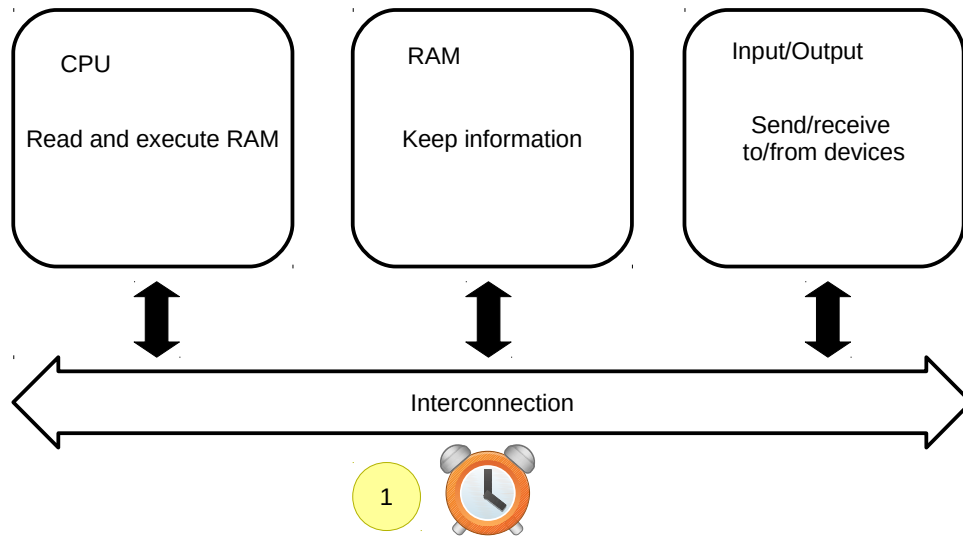 CPU
Read and execute RAM
RAM
Keep information
Input/Output
Send/receive
to/from devices
Interconnection
1